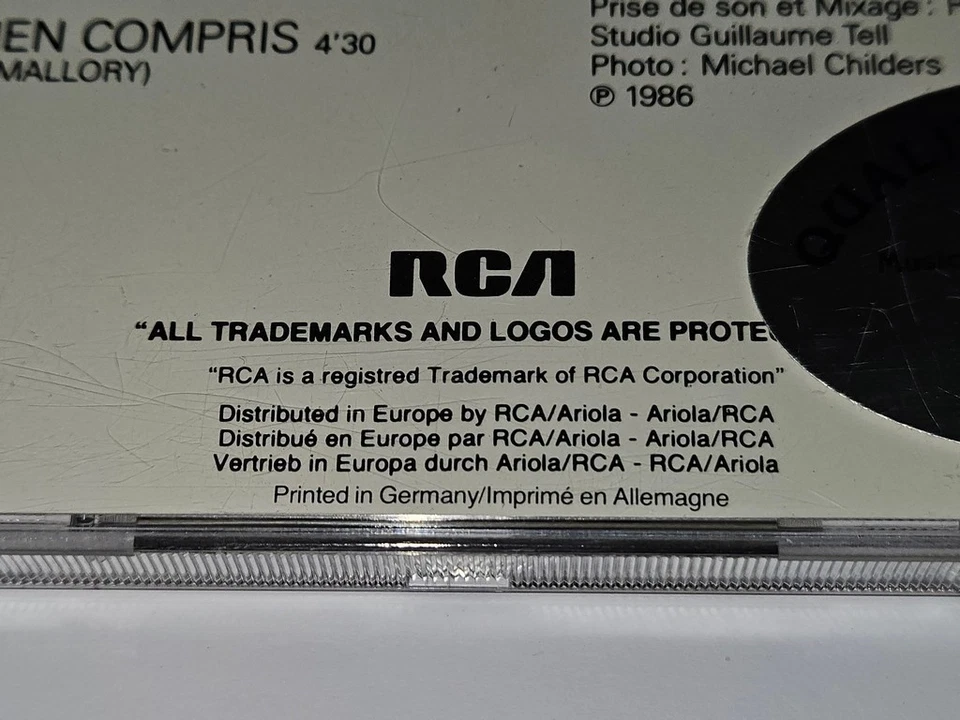 EN COMPRIS 4'30
MALLORY)
Prise de son et Mixage :
Studio Guillaume Tell
Photo : Michael Childers
℗ 1986
QUALI
Music
RCA
“ALL TRADEMARKS AND LOGOS ARE PROTE
“RCA is a registred Trademark of RCA Corporation”
Distributed in Europe by RCA/Ariola - Ariola/RCA
Distribué en Europe par RCA/Ariola - Ariola/RCA
Vertrieb in Europa durch Ariola/RCA - RCA/Ariola
Printed in Germany/Imprimé en Allemagne